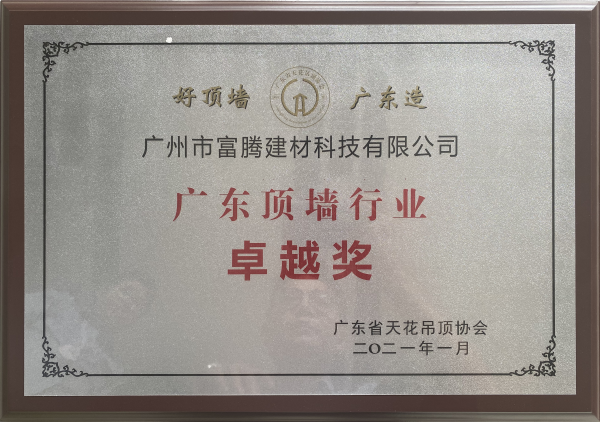 好顶墙 广东造
广州市富腾建材科技有限公司
广东顶墙行业
卓越奖
广东省天花吊顶协会
二〇二一年一月